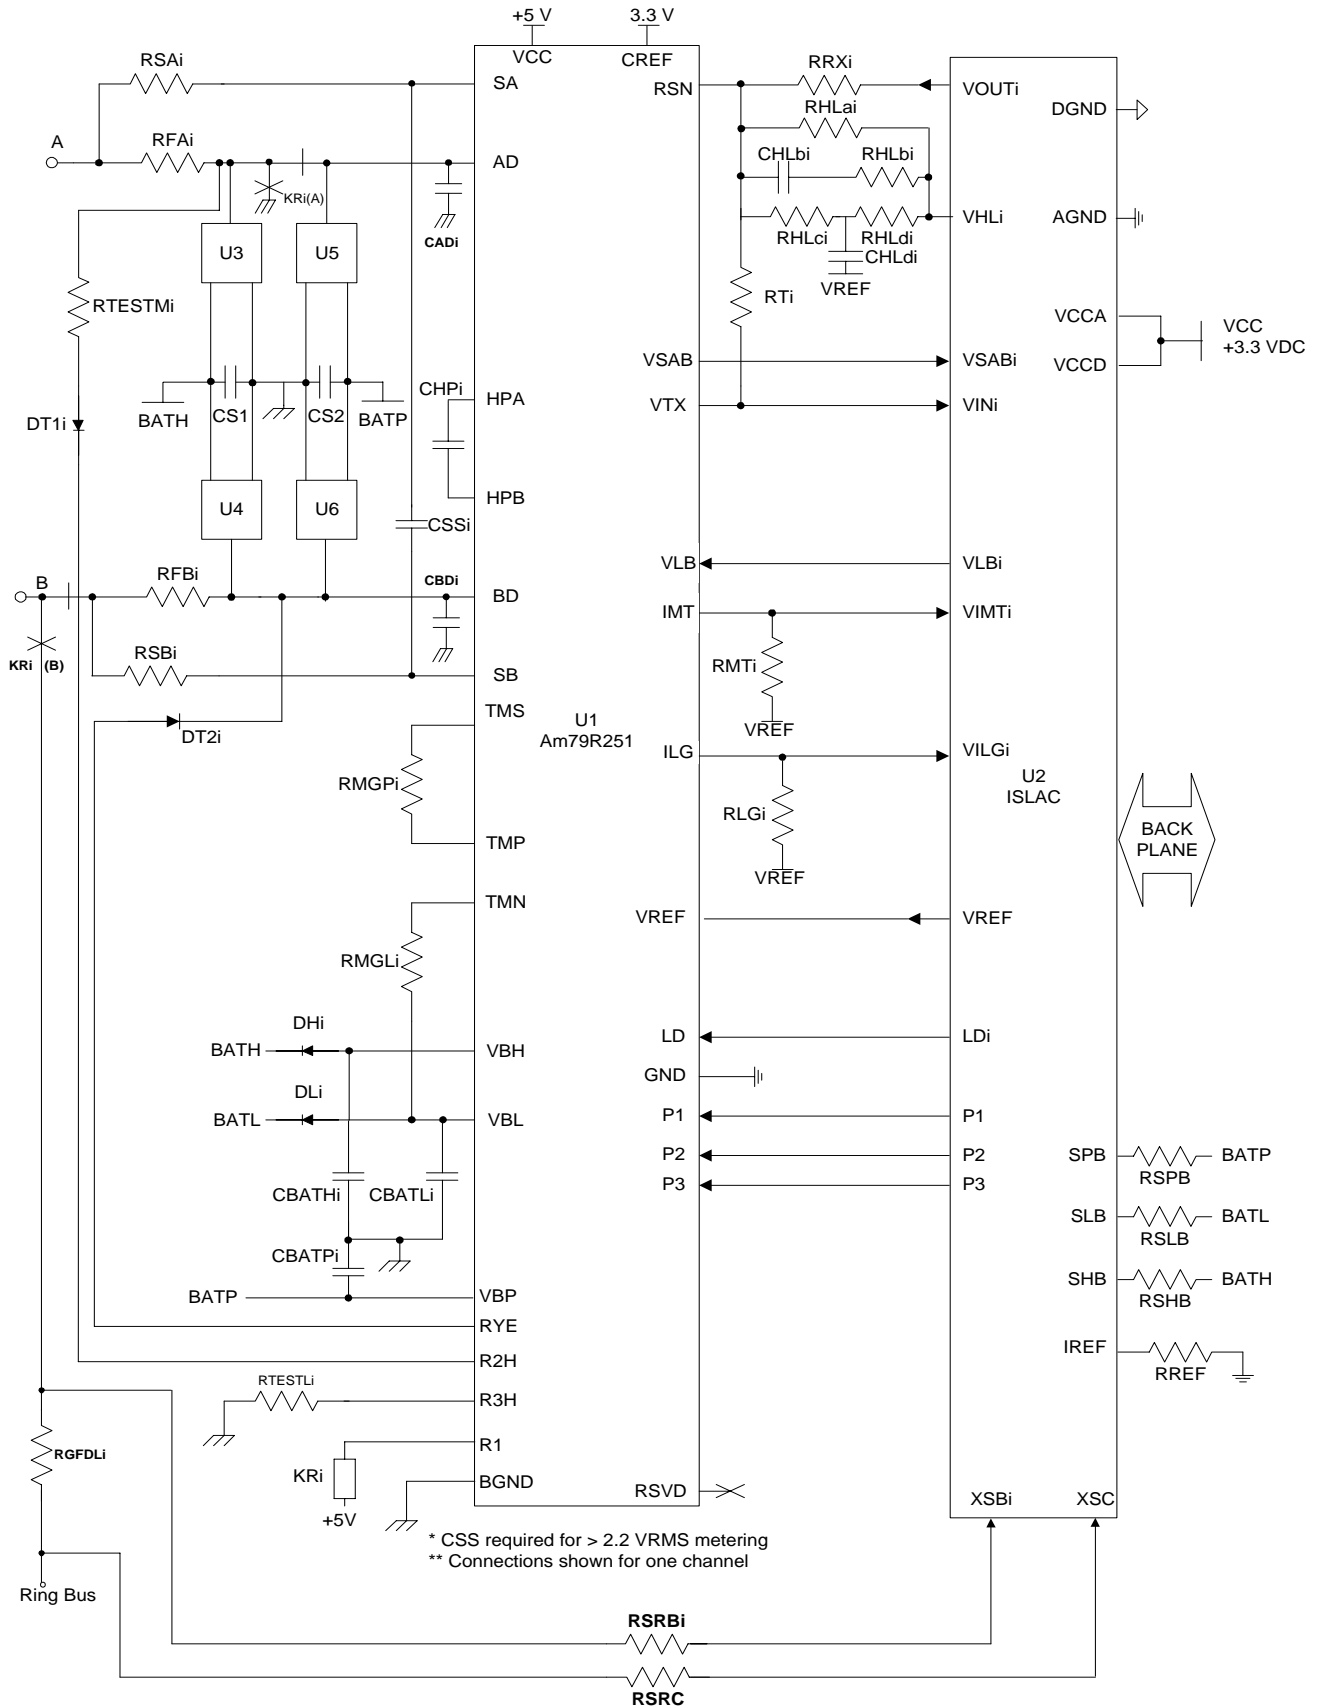 +5 V
3.3 V
VCC
CREF
RSAi
SA
RSN
RRXi
VOUTi
DGND
RHLai
A
RFAi
AD
KRi(A)
CADi
CHLbi
RHLbi
RHLci
RHLdi
VHLi
AGND
CHLdi
VREF
U3
U5
RTESTMi
RTi
VCCA
VCCD
VCC
+3.3 VDC
VSAB
VSABi
VTX
VINi
BATH
CS1
CS2
BATP
CHPi
HPA
HPB
DT1i
U4
U6
CSSi
VLB
VLBi
B
RFBi
CBDi
BD
IMT
VIMTi
KRi (B)
RSBi
SB
RMTi
VREF
TMS
DT2i
U1
Am79R251
ILG
VILGi
U2
ISLAC
RMGPi
RLGi
VREF
TMP
BACK
PLANE
TMN
VREF
VREF
RMGLi
DHi
BATH
VBH
LD
LDi
GND
DLi
BATL
VBL
P1
P1
P2
P2
P3
P3
SPB
RSPB
BATP
SLB
RSLB
BATL
SHB
RSHB
BATH
IREF
RREF
CBATHi
CBATLi
CBATPi
BATP
VBP
RYE
R2H
RTESTLi
R3H
RGFDLi
R1
KRi
+5V
BGND
RSVD
XSBi
XSC
* CSS required for > 2.2 VRMS metering
** Connections shown for one channel
Ring Bus
RSRBi
RSRC